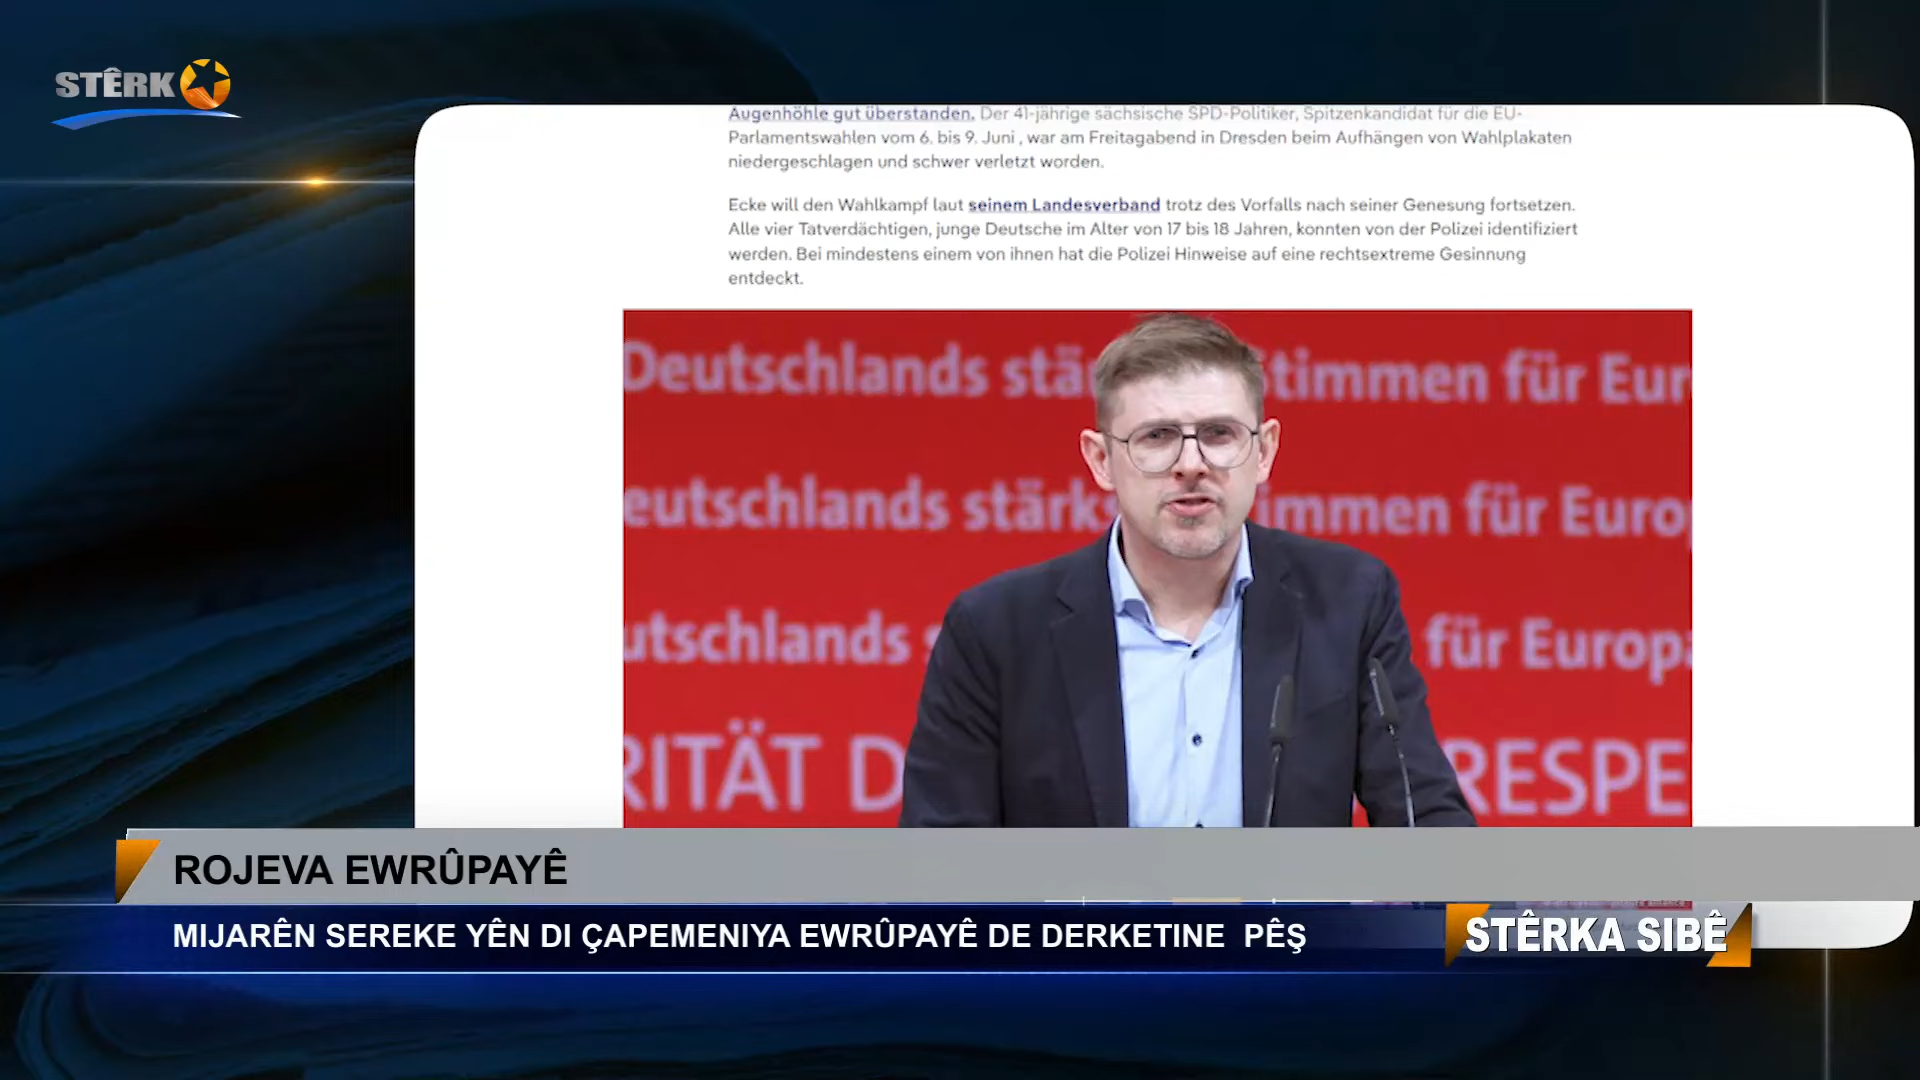 STÊRK
Augenhöhle gut überstanden. Der 41-jährige sächsische SPD-Politiker, Spitzenkandidat für die EU-
Parlamentswahlen vom 6. bis 9. Juni , war am Freitagabend in Dresden beim Aufhängen von Wahlplakaten
niedergeschlagen und schwer verletzt worden.
Ecke will den Wahlkampf laut seinem Landesverband trotz des Vorfalls nach seiner Genesung fortsetzen.
Alle vier Tatverdächtigen, junge Deutsche im Alter von 17 bis 18 Jahren, konnten von der Polizei identifiziert
werden. Bei mindestens einem von ihnen hat die Polizei Hinweise auf eine rechtsextreme Gesinnung
entdeckt.
Deutschlands stä timmen für Eur
eutschlands stärks immen für Euro
utschlands für Europa
RITÄT D RESPE
ROJEVA EWRÛPAYÊ
MIJARÊN SEREKE YÊN DI ÇAPEMENIYA EWRÛPAYÊ DE DERKETINE PÊŞ
STÊRKA SIBÊ